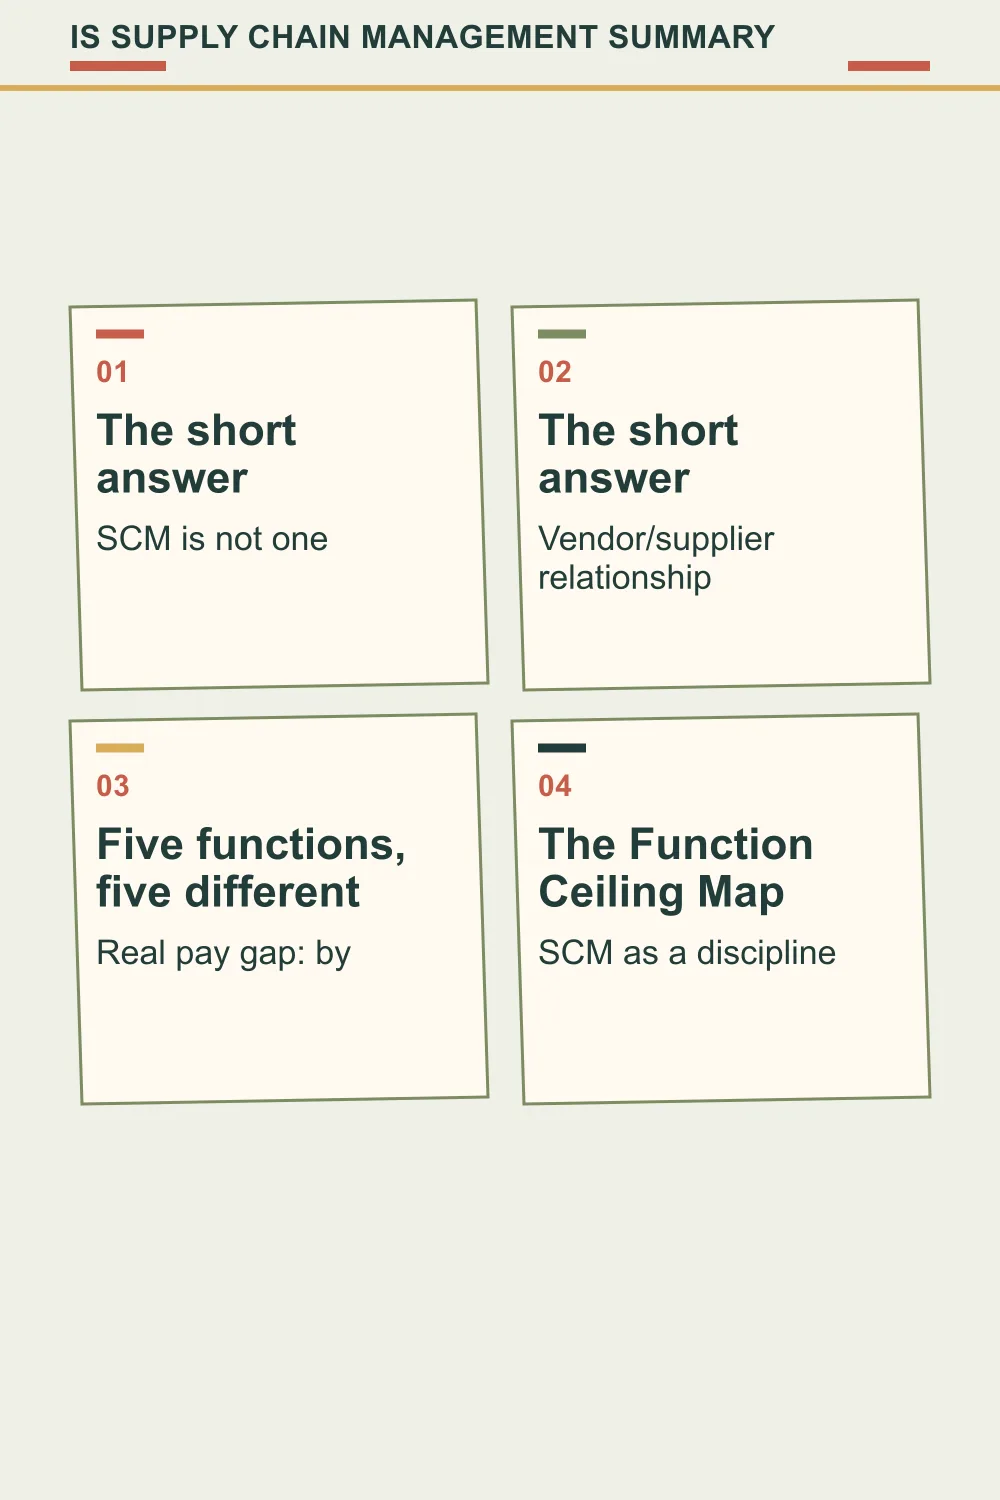 IS SUPPLY CHAIN MANAGEMENT SUMMARY
01
The short
answer
SCM is not one
02
The short
answer
Vendor/supplier
relationship
03
Five functions,
five different
Real pay gap: by
04
The Function
Ceiling Map
SCM as a discipline